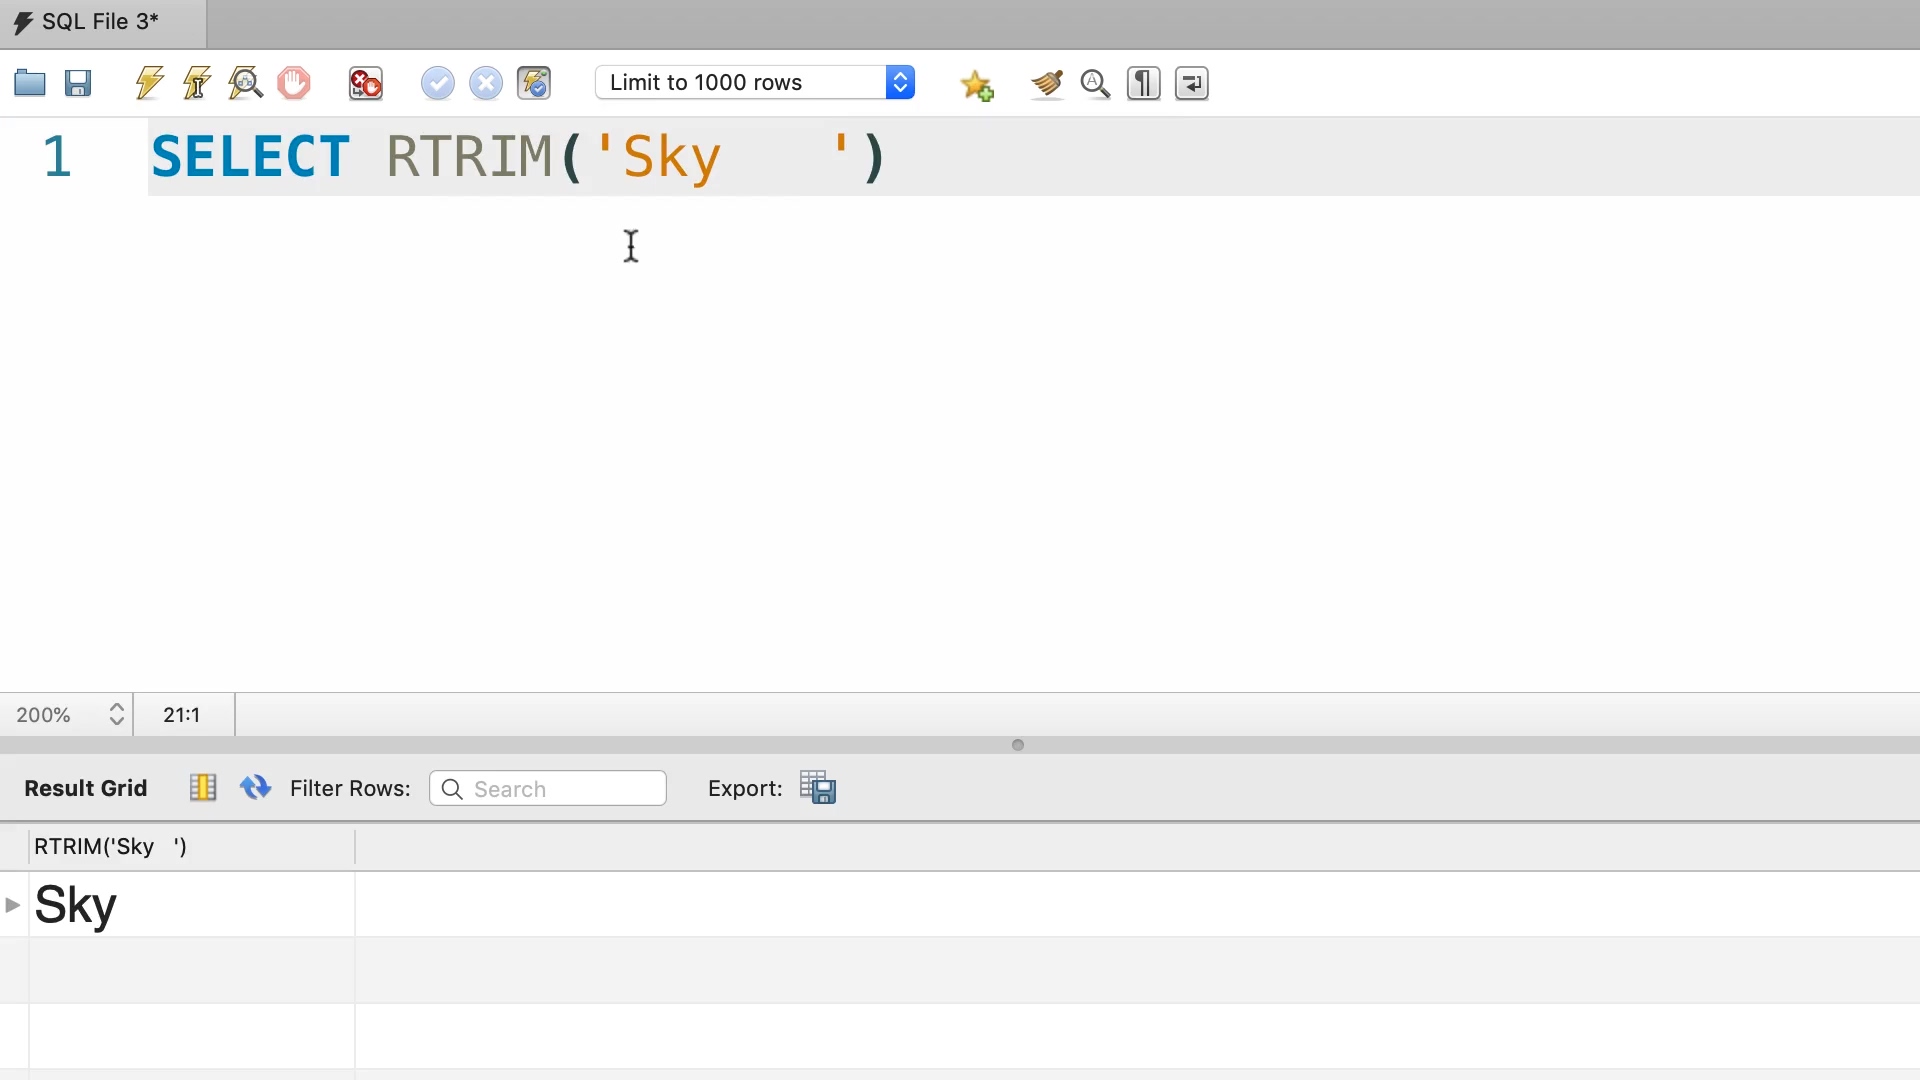 SQL File 3*
Limit to 1000 rows
1 SELECT RTRIM('Sky   ')
200% 21:1
Result Grid Filter Rows: Search Export:
RTRIM('Sky   ')
Sky